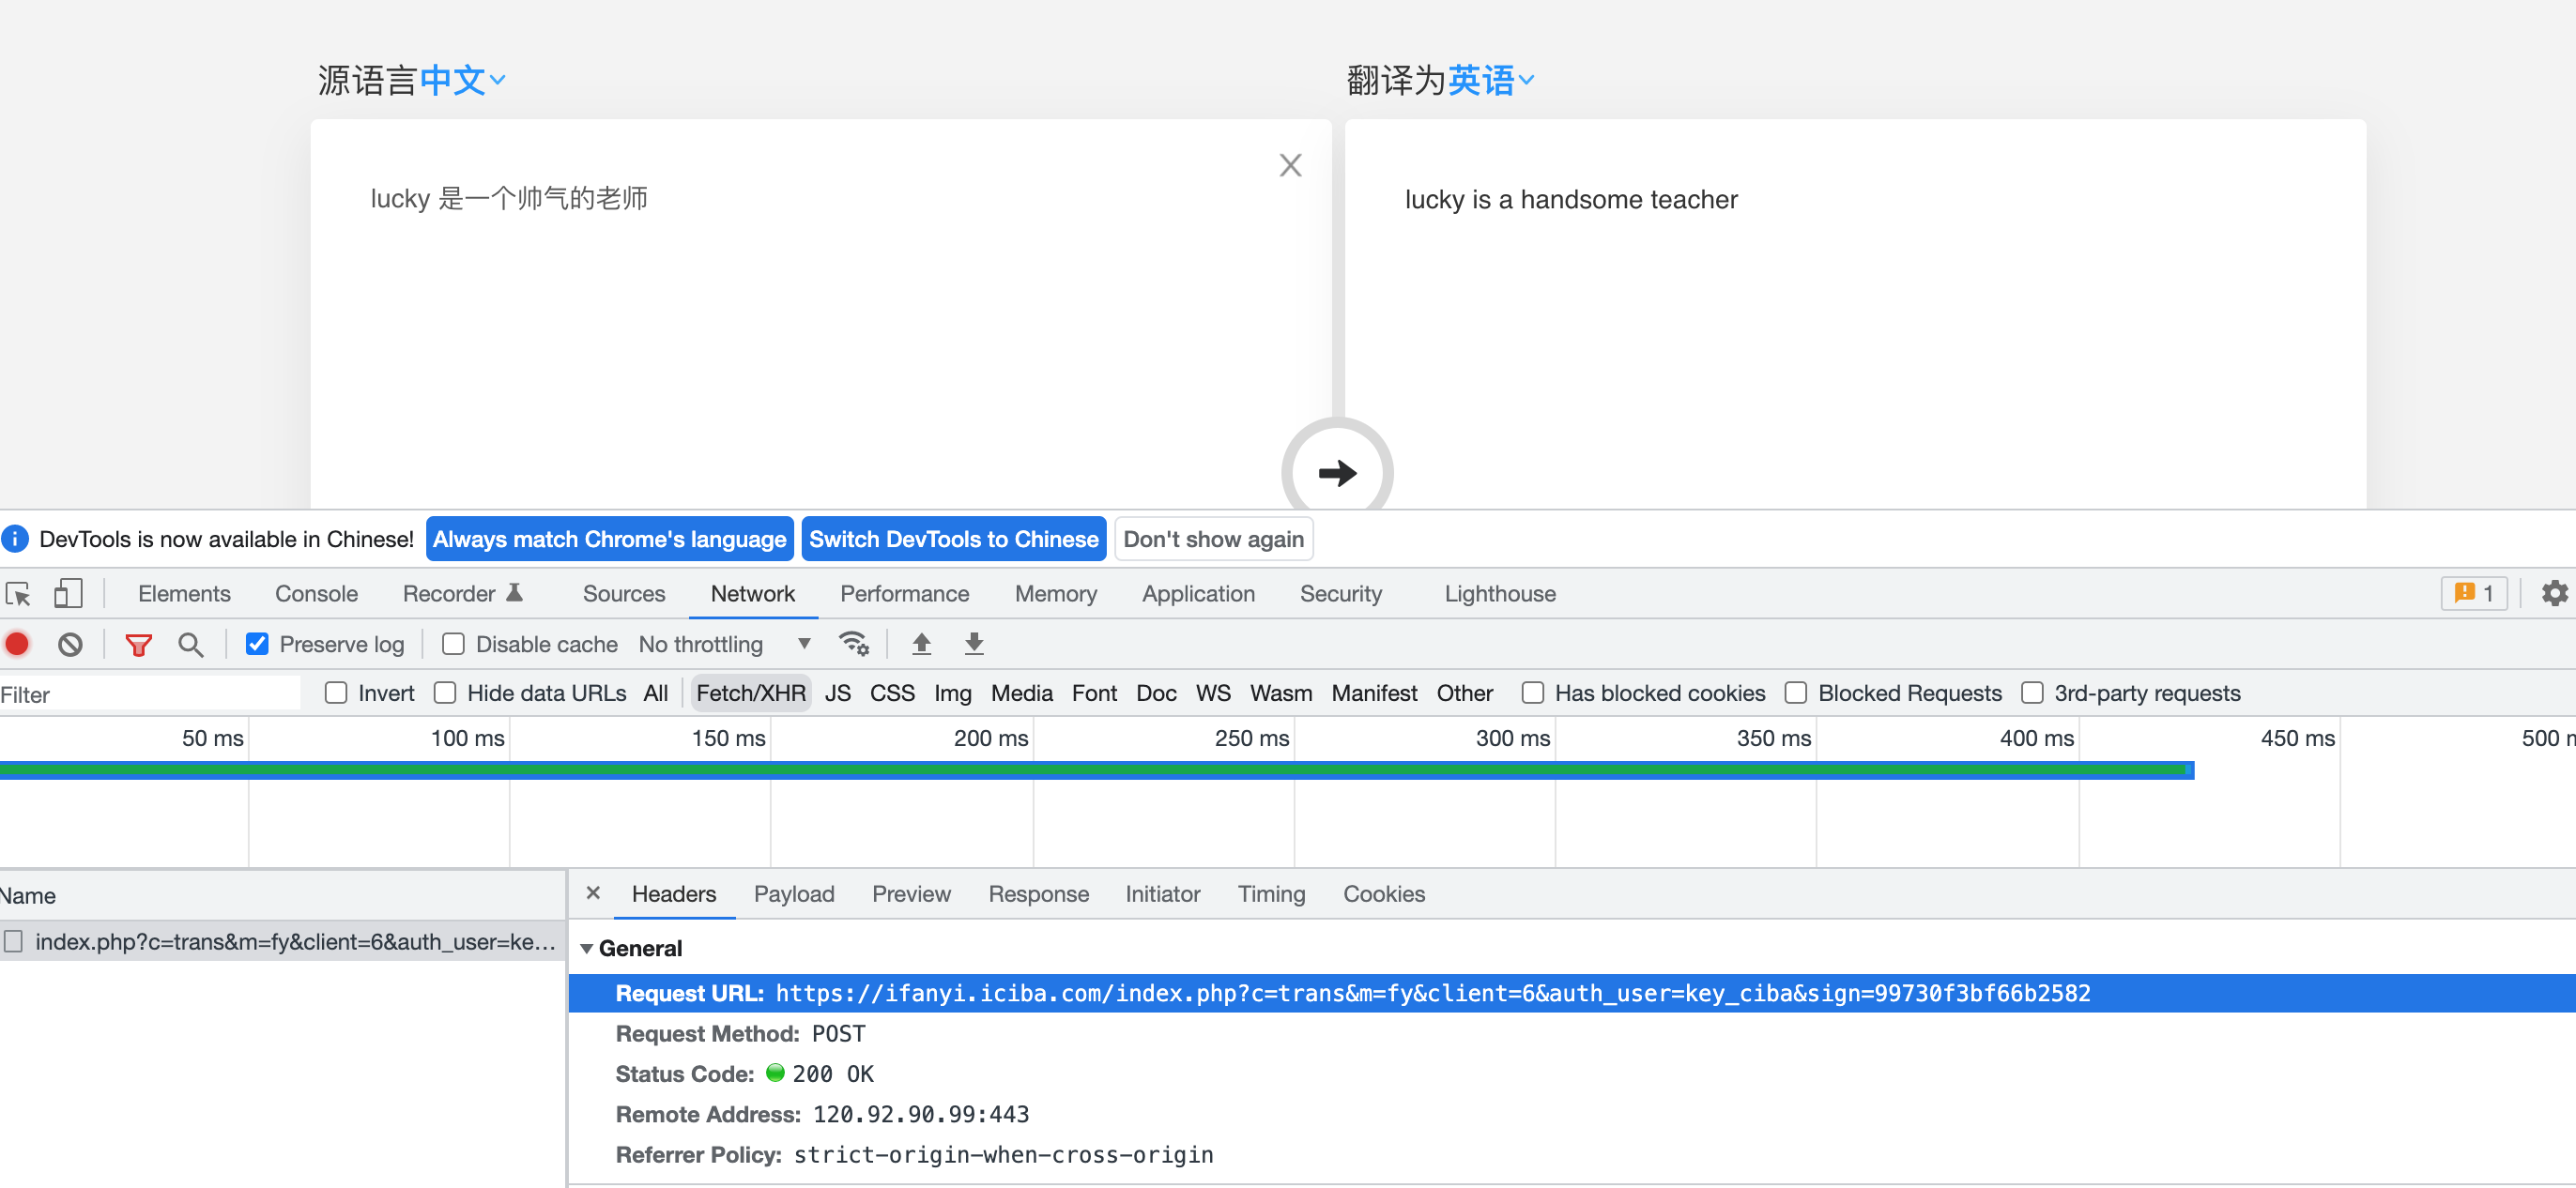 源语言中文
翻译为英语
lucky 是一个帅气的老师
lucky is a handsome teacher
DevTools is now available in Chinese! Always match Chrome's language Switch DevTools to Chinese Don't show again
Elements Console Recorder Sources Network Performance Memory Application Security Lighthouse 1
Preserve log Disable cache No throttling
Filter Invert Hide data URLs All Fetch/XHR JS CSS Img Media Font Doc WS Wasm Manifest Other Has blocked cookies Blocked Requests 3rd-party requests
50 ms 100 ms 150 ms 200 ms 250 ms 300 ms 350 ms 400 ms 450 ms 500 m
Name
index.php?c=trans&m=fy&client=6&auth_user=ke...
Headers Payload Preview Response Initiator Timing Cookies
General
Request URL: https://ifanyi.iciba.com/index.php?c=trans&m=fy&client=6&auth_user=key_ciba&sign=99730f3bf66b2582
Request Method: POST
Status Code: 200 OK
Remote Address: 120.92.90.99:443
Referrer Policy: strict-origin-when-cross-origin